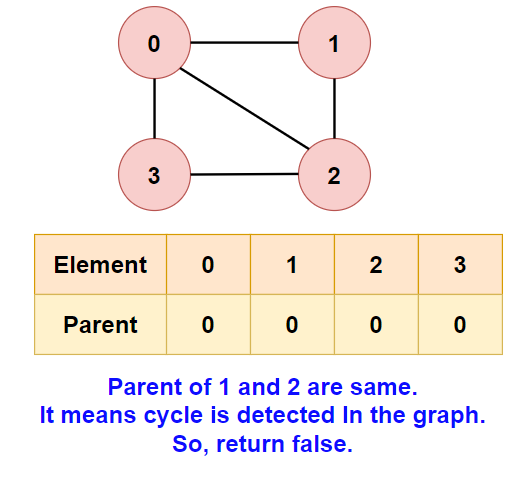 0 1
3 2
Element 0 1 2 3
Parent 0 0 0 0
Parent of 1 and 2 are same.
It means cycle is detected In the graph.
So, return false.